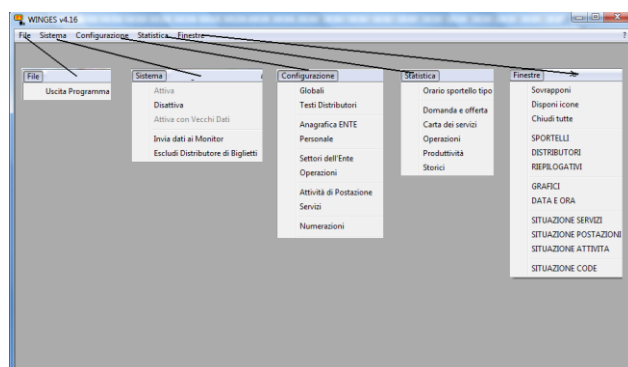 WINGES v4.16
File Sistema Configurazione Statistica Finestre ?
File
Uscita Programma
Sistema
Attiva
Disattiva
Attiva con Vecchi Dati
Invia dati ai Monitor
Escludi Distributore di Biglietti
Configurazione
Globali
Testi Distributori
Anagrafica ENTE
Personale
Settori dell'Ente
Operazioni
Attività di Postazione
Servizi
Numerazioni
Statistica
Orario sportello tipo
Domanda e offerta
Carta dei servizi
Operazioni
Produttività
Storici
Finestre
Sovrapponi
Disponi icone
Chiudi tutte
SPORTELLI
DISTRIBUTORI
RIEPILOGATIVI
GRAFICI
DATA E ORA
SITUAZIONE SERVIZI
SITUAZIONE POSTAZIONI
SITUAZIONE ATTIVITA
SITUAZIONE CODE